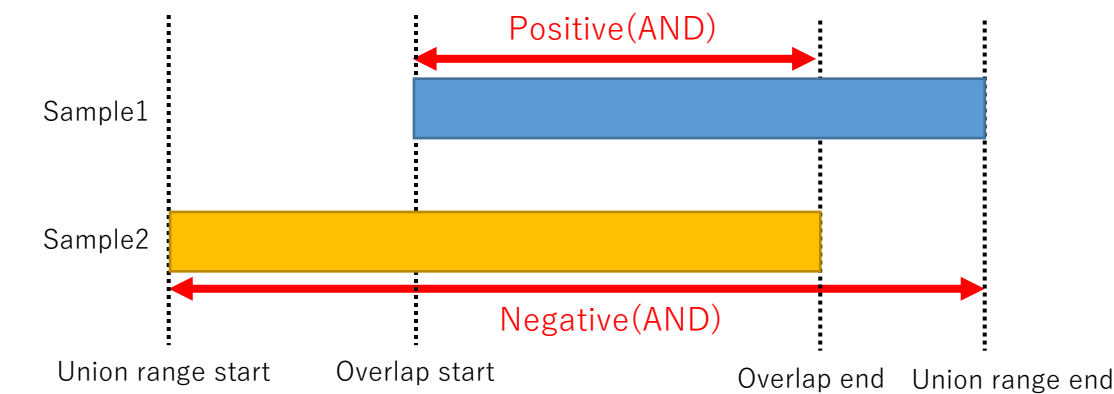 Positive(AND)
Sample1
Sample2
Negative(AND)
Union range start
Overlap start
Overlap end
Union range end